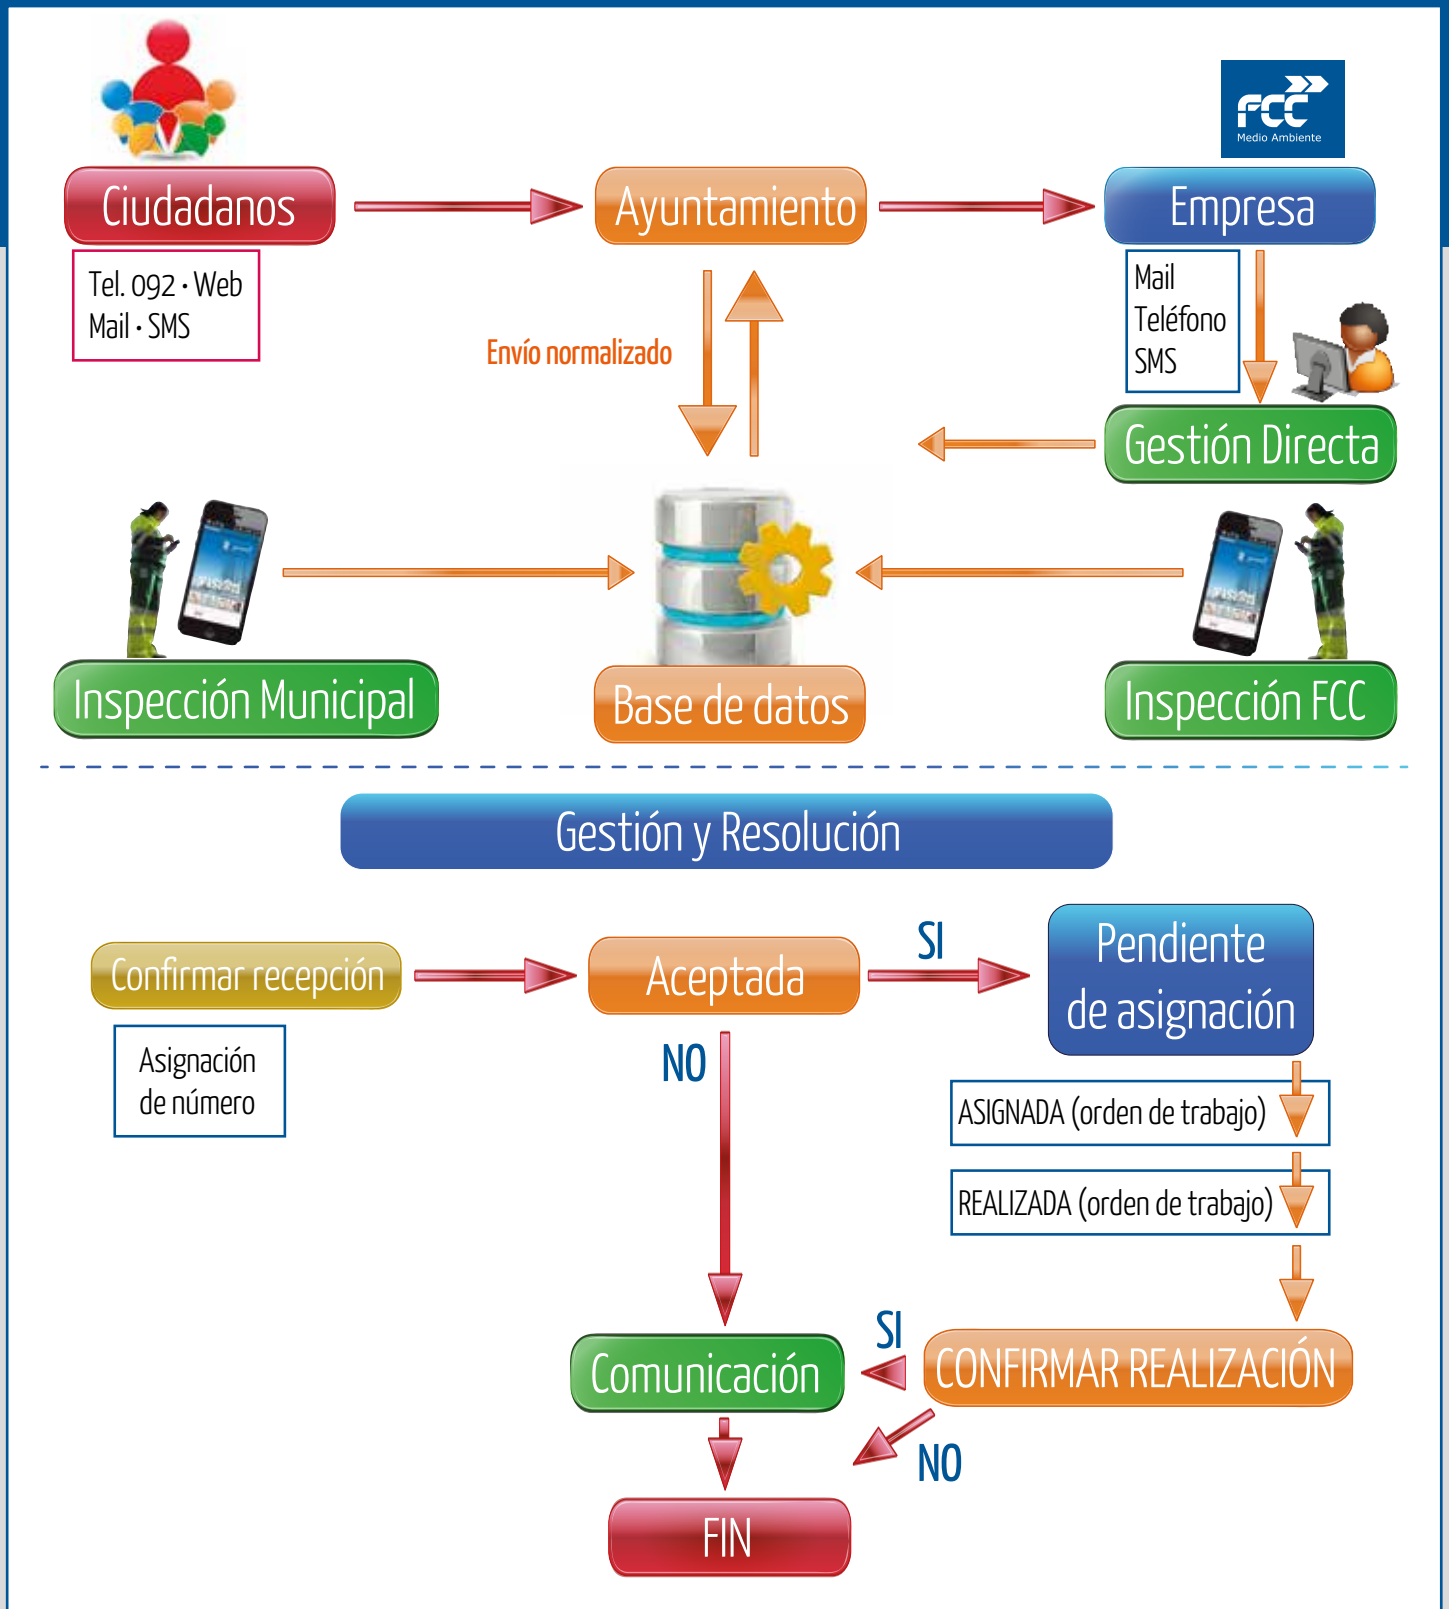 FCC
Medio Ambiente
Ciudadanos
Ayuntamiento
Empresa
Tel. 092 • Web
Mail • SMS
Mail
Teléfono
SMS
Envío normalizado
Gestión Directa
Inspección Municipal
Base de datos
Inspección FCC
Gestión y Resolución
Confirmar recepción
Aceptada
SI
Pendiente
de asignación
Asignación
de número
NO
ASIGNADA (orden de trabajo)
REALIZADA (orden de trabajo)
Comunicación
SI
CONFIRMAR REALIZACIÓN
NO
FIN